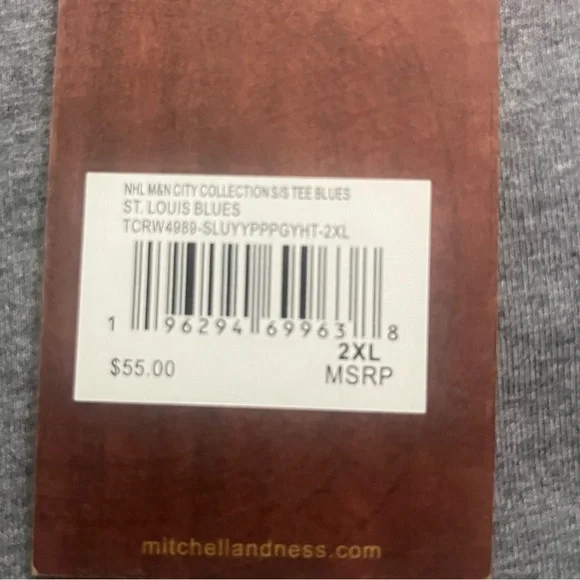 NHL M&N CITY COLLECTION S/S TEE BLUES
ST. LOUIS BLUES
TCRW4989-SLUYYPPPGYHT-2XL
1 96294 69963 8
2XL
$55.00 MSRP
mitchellandness.com